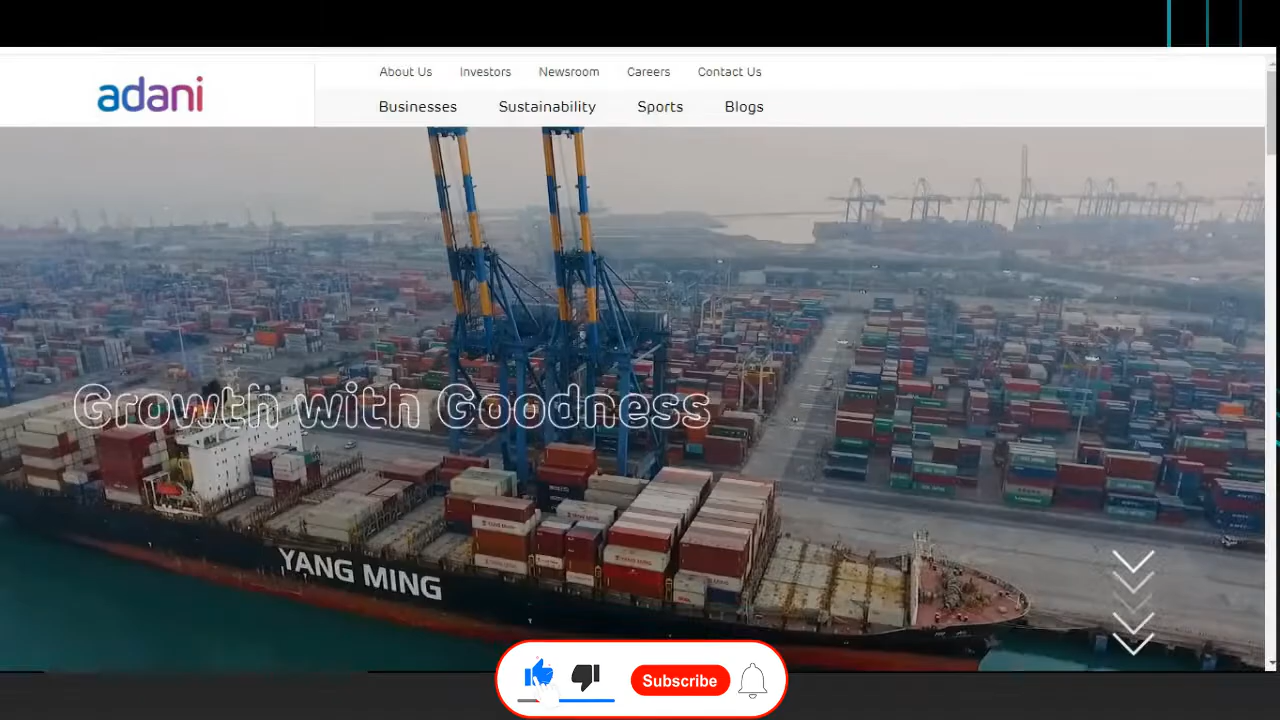 adani
About Us Investors Newsroom Careers Contact Us
Businesses Sustainability Sports Blogs
Growth with Goodness
YANG MING
Subscribe